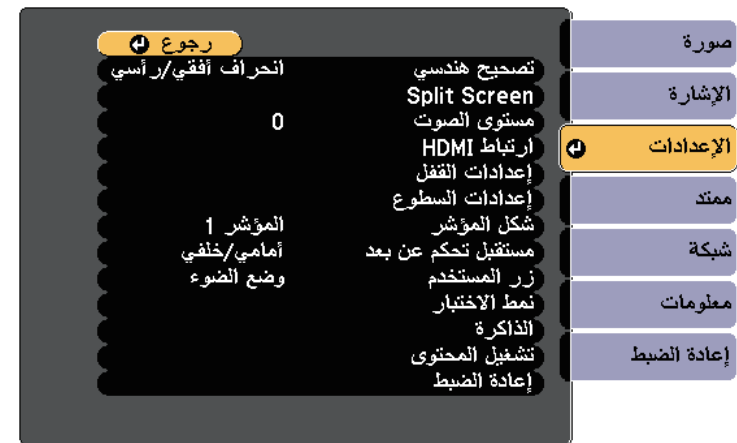 صورة
الإشارة
الإعدادات
ممتد
شبكة
معلومات
إعادة الضبط
رجوع
تصحيح هندسي انحراف أفقي/رأسي
Split Screen
مستوى الصوت 0
ارتباط HDMI
إعدادات القفل
إعدادات السطوع
شكل المؤشر المؤشر 1
مستقبل تحكم عن بعد أمامي/خلفي
زر المستخدم وضع الضوء
نمط الاختبار
الذاكرة
تشغيل المحتوى
إعادة الضبط